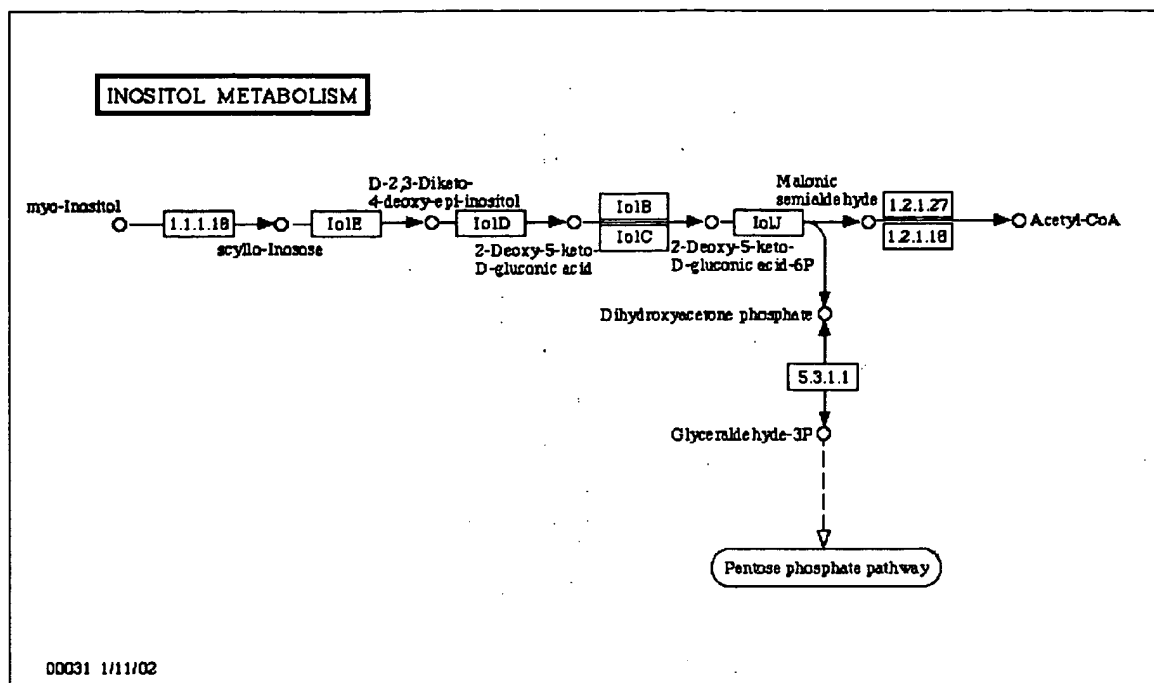 INOSITOL METABOLISM
myo-Inositol
1.1.1.18
scyllo-Inosose
IolE
D-2,3-Diketo-
4-deoxy-epi-inositol
IolD
2-Deoxy-5-keto-
D-gluconic acid
IolB
IolC
2-Deoxy-5-keto-
D-gluconic acid-6P
IolJ
Malonic
semialdehyde
1.2.1.27
1.2.1.18
Acetyl-CoA
Dihydroxyacetone phosphate
5.3.1.1
Glyceraldehyde-3P
Pentose phosphate pathway
00031 1/11/02